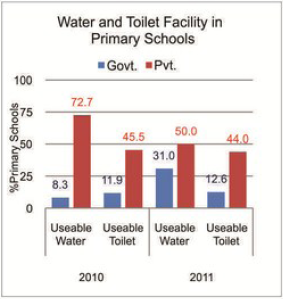 Water and Toilet Facility in
Primary Schools
Govt. Pvt.
%Primary Schools
100
75
50
25
0
8.3
72.7
11.9
45.5
31.0
50.0
12.6
44.0
Useable
Water
Useable
Toilet
Useable
Water
Useable
Toilet
2010
2011